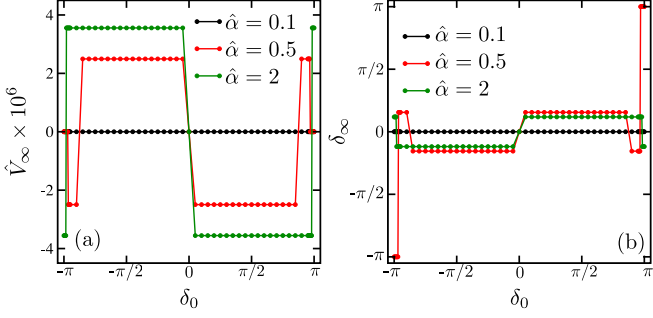 4
2
0
-2
-4
V̂∞ × 10⁶
α̂ = 0.1
α̂ = 0.5
α̂ = 2
(a)
-π
-π/2
0
π/2
π
δ₀
π
π/2
0
-π/2
-π
δ∞
α̂ = 0.1
α̂ = 0.5
α̂ = 2
(b)
-π
-π/2
0
π/2
π
δ₀